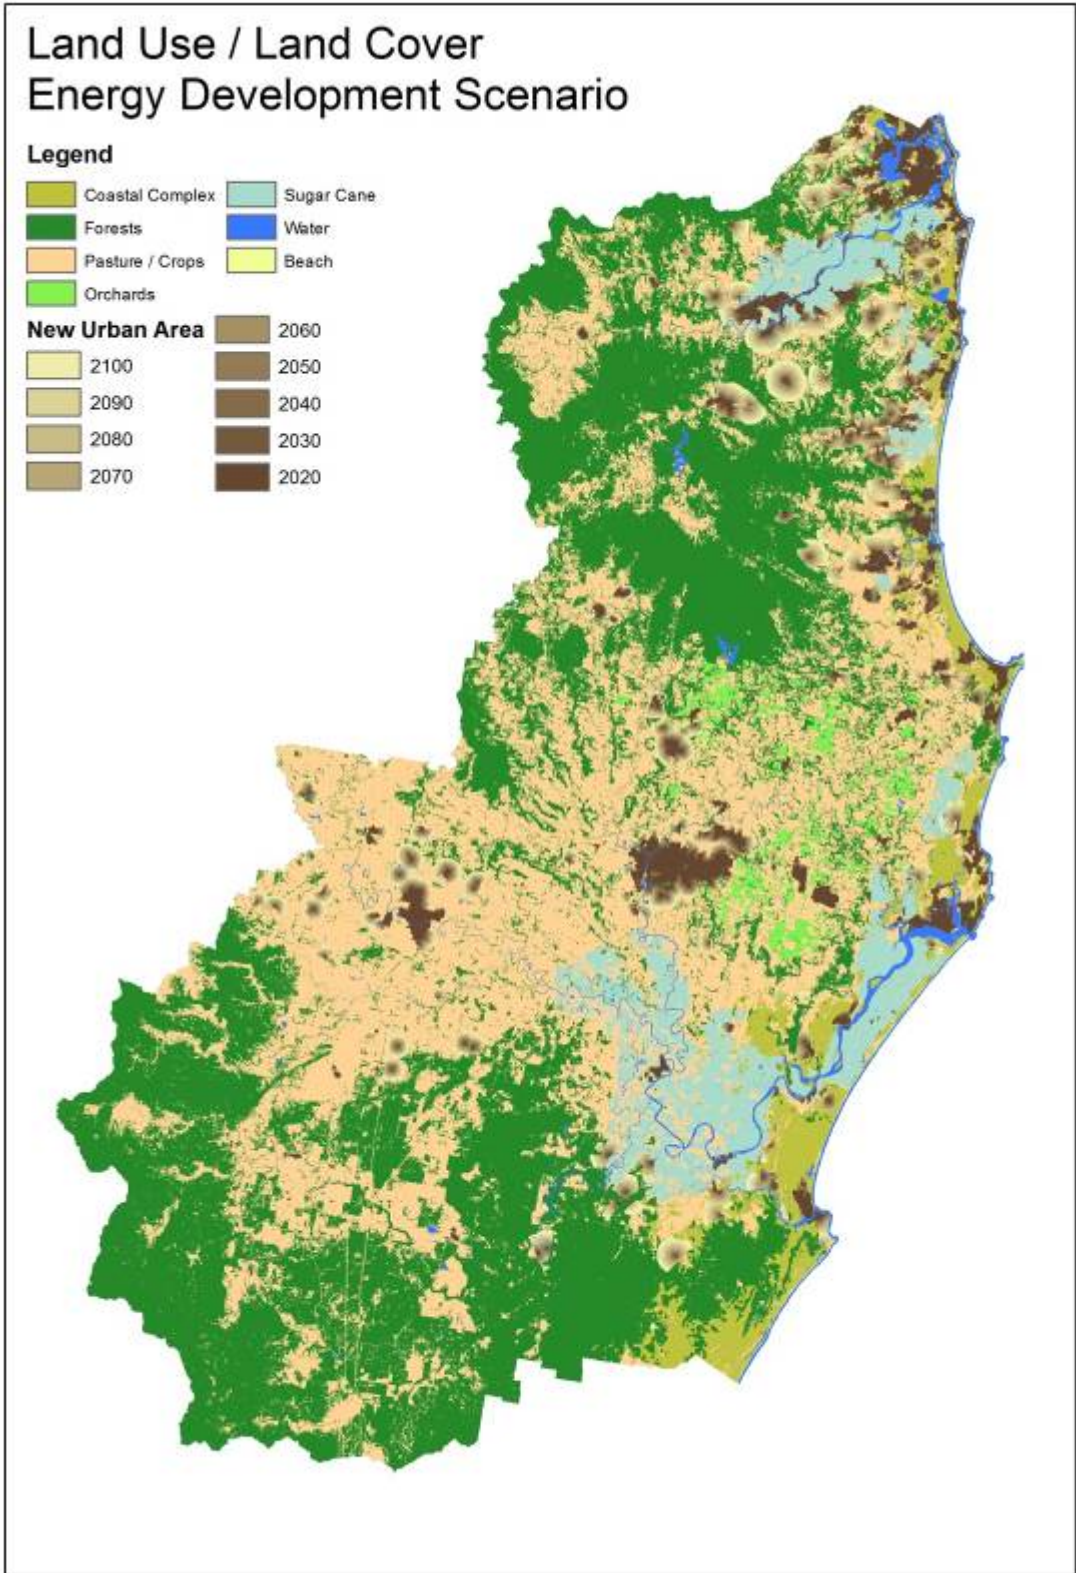 Land Use / Land Cover
Energy Development Scenario
Legend
Coastal Complex
Sugar Cane
Forests
Water
Pasture / Crops
Beach
Orchards
New Urban Area
2060
2100
2050
2090
2040
2080
2030
2070
2020